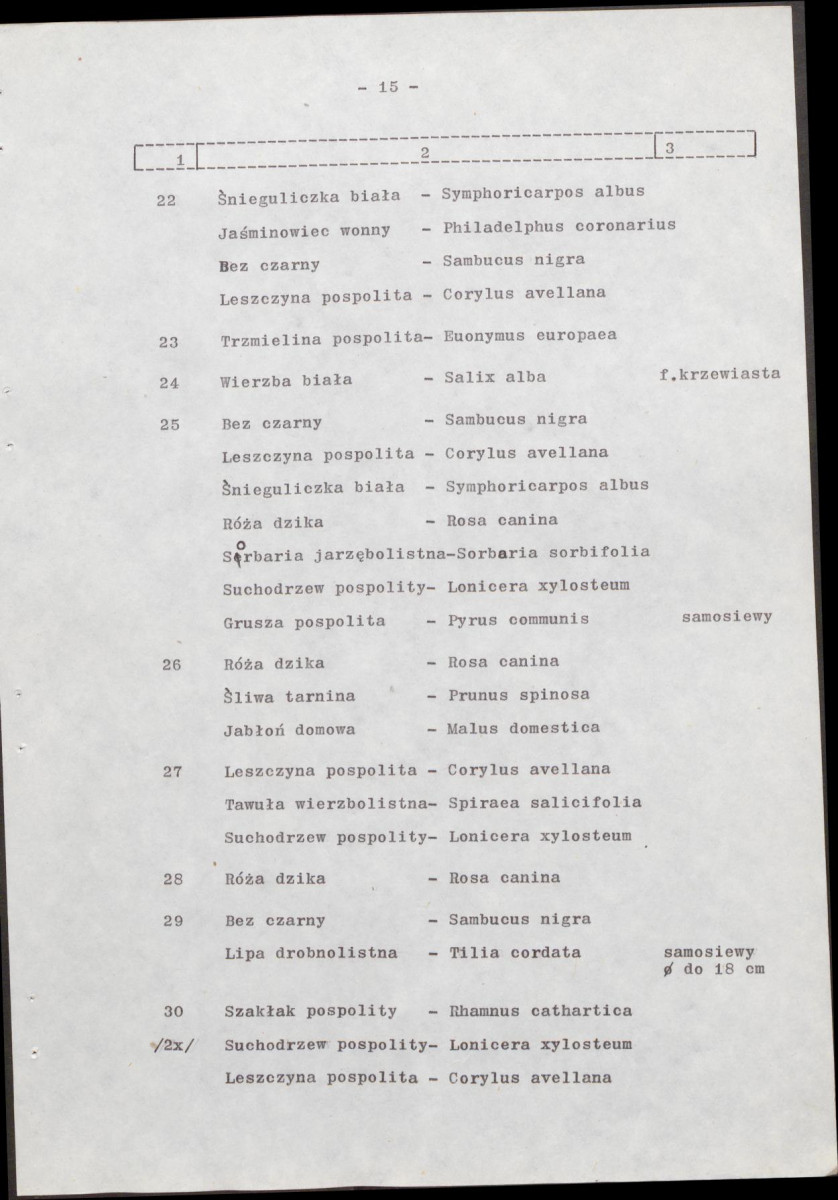 - 15 -
1 2 3
22 Śnieguliczka biała - Symphoricarpos albus
Jaśminowiec wonny - Philadelphus coronarius
Bez czarny - Sambucus nigra
Leszczyna pospolita - Corylus avellana
23 Trzmielina pospolita- Euonymus europaea
24 Wierzba biała - Salix alba f.krzewiasta
25 Bez czarny - Sambucus nigra
Leszczyna pospolita - Corylus avellana
Śnieguliczka biała - Symphoricarpos albus
Róża dzika - Rosa canina
Sorbaria jarzębolistna-Sorbaria sorbifolia
Suchodrzew pospolity- Lonicera xylosteum
Grusza pospolita - Pyrus communis samosiewy
26 Róża dzika - Rosa canina
Śliwa tarnina - Prunus spinosa
Jabłoń domowa - Malus domestica
27 Leszczyna pospolita - Corylus avellana
Tawuła wierzbolistna- Spiraea salicifolia
Suchodrzew pospolity- Lonicera xylosteum
28 Róża dzika - Rosa canina
29 Bez czarny - Sambucus nigra
Lipa drobnolistna - Tilia cordata samosiewy
ø do 18 cm
30 Szakłak pospolity - Rhamnus cathartica
/2x/ Suchodrzew pospolity- Lonicera xylosteum
Leszczyna pospolita - Corylus avellana